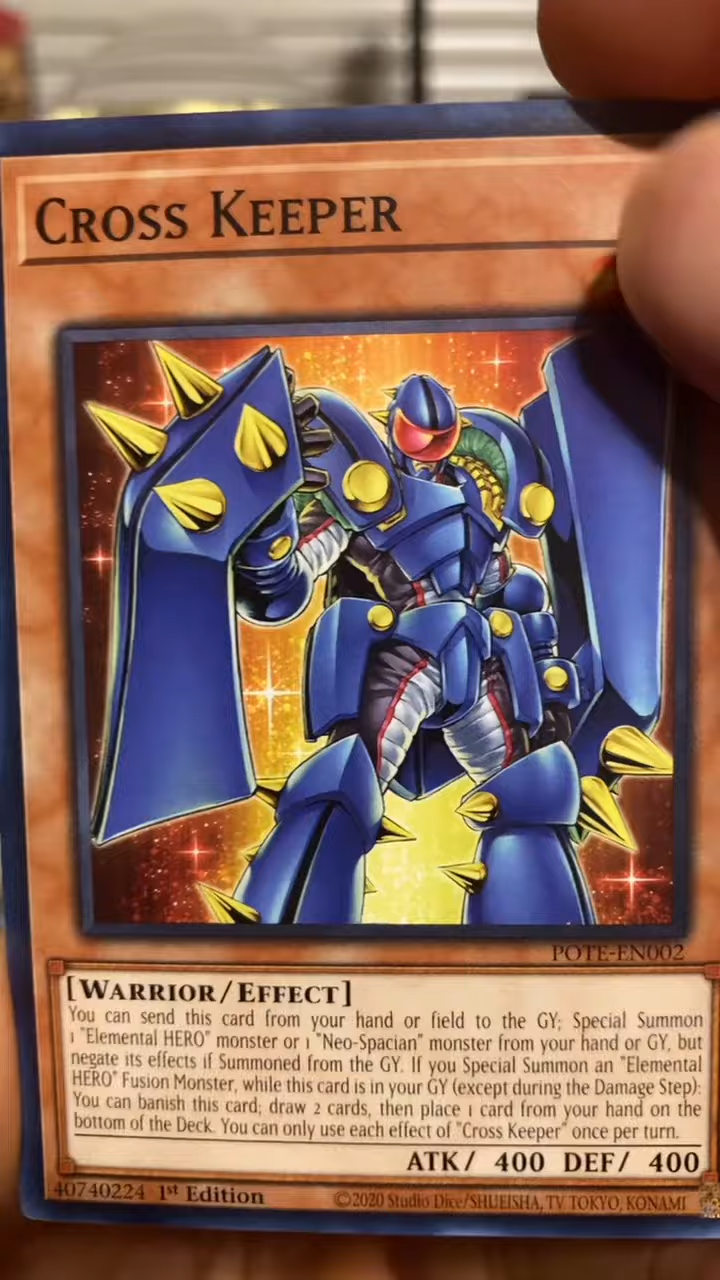 CROSS KEEPER
POTE-EN002
[WARRIOR/EFFECT]
You can send this card from your hand or field to the GY; Special Summon
1 "Elemental HERO" monster or 1 "Neo-Spacian" monster from your hand or GY, but
negate its effects if Summoned from the GY. If you Special Summon an "Elemental
HERO" Fusion Monster, while this card is in your GY (except during the Damage Step):
You can banish this card; draw 2 cards, then place 1 card from your hand on the
bottom of the Deck. You can only use each effect of "Cross Keeper" once per turn.
ATK/ 400 DEF/ 400
40740224 1st Edition ©2020 Studio Dice/SHUEISHA, TV TOKYO, KONAMI